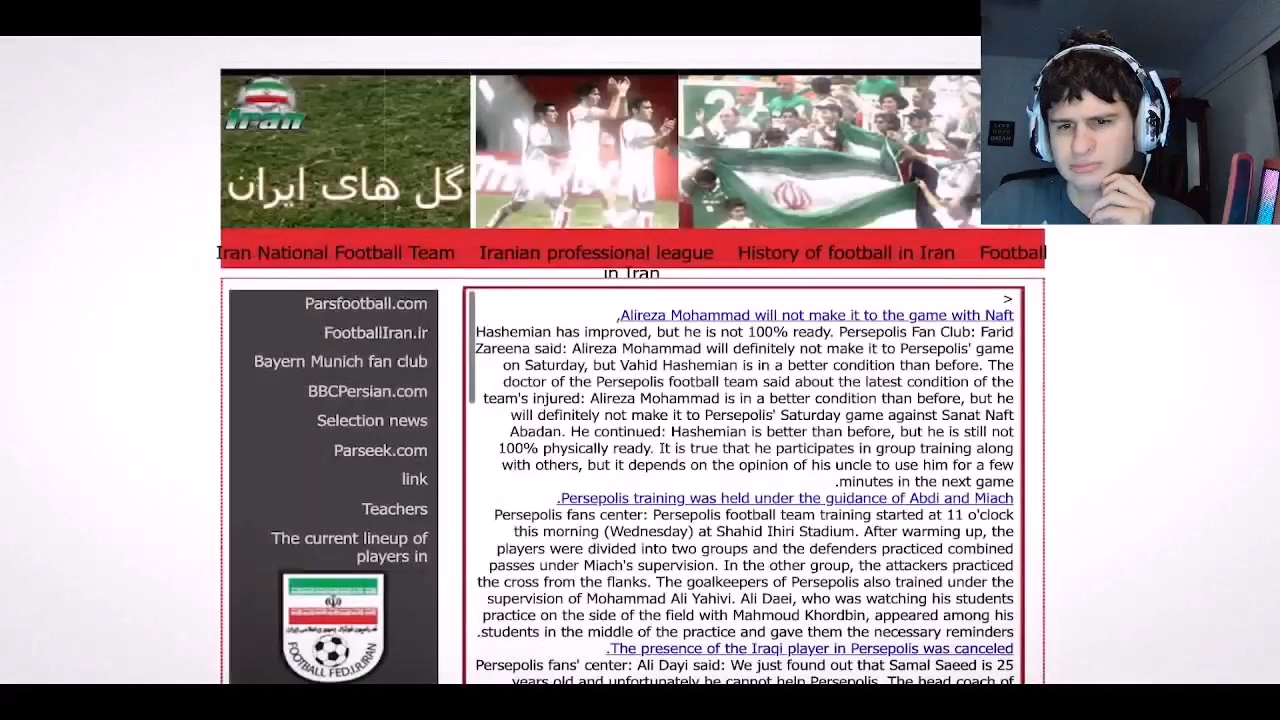 Iran
گل های ایران
Iran National Football Team Iranian professional league History of football in Iran Football
in Iran
Parsfootball.com
FootballIran.ir
Bayern Munich fan club
BBCPersian.com
Selection news
Parseek.com
link
Teachers
The current lineup of
players in
FOOTBALL FED.I.R.IRAN
>
,Alireza Mohammad will not make it to the game with Naft
Hashemian has improved, but he is not 100% ready. Persepolis Fan Club: Farid
Zareena said: Alireza Mohammad will definitely not make it to Persepolis' game
on Saturday, but Vahid Hashemian is in a better condition than before. The
doctor of the Persepolis football team said about the latest condition of the
team's injured: Alireza Mohammad is in a better condition than before, but he
will definitely not make it to Persepolis' Saturday game against Sanat Naft
Abadan. He continued: Hashemian is better than before, but he is still not
100% physically ready. It is true that he participates in group training along
with others, but it depends on the opinion of his uncle to use him for a few
.minutes in the next game
.Persepolis training was held under the guidance of Abdi and Miach
Persepolis fans center: Persepolis football team training started at 11 o'clock
this morning (Wednesday) at Shahid Ihiri Stadium. After warming up, the
players were divided into two groups and the defenders practiced combined
passes under Miach's supervision. In the other group, the attackers practiced
the cross from the flanks. The goalkeepers of Persepolis also trained under the
supervision of Mohammad Ali Yahivi. Ali Daei, who was watching his students
practice on the side of the field with Mahmoud Khordbin, appeared among his
.students in the middle of the practice and gave them the necessary reminders
.The presence of the Iraqi player in Persepolis was canceled
Persepolis fans' center: Ali Dayi said: We just found out that Samal Saeed is 25
years old and unfortunately he cannot help Persepolis. The head coach of